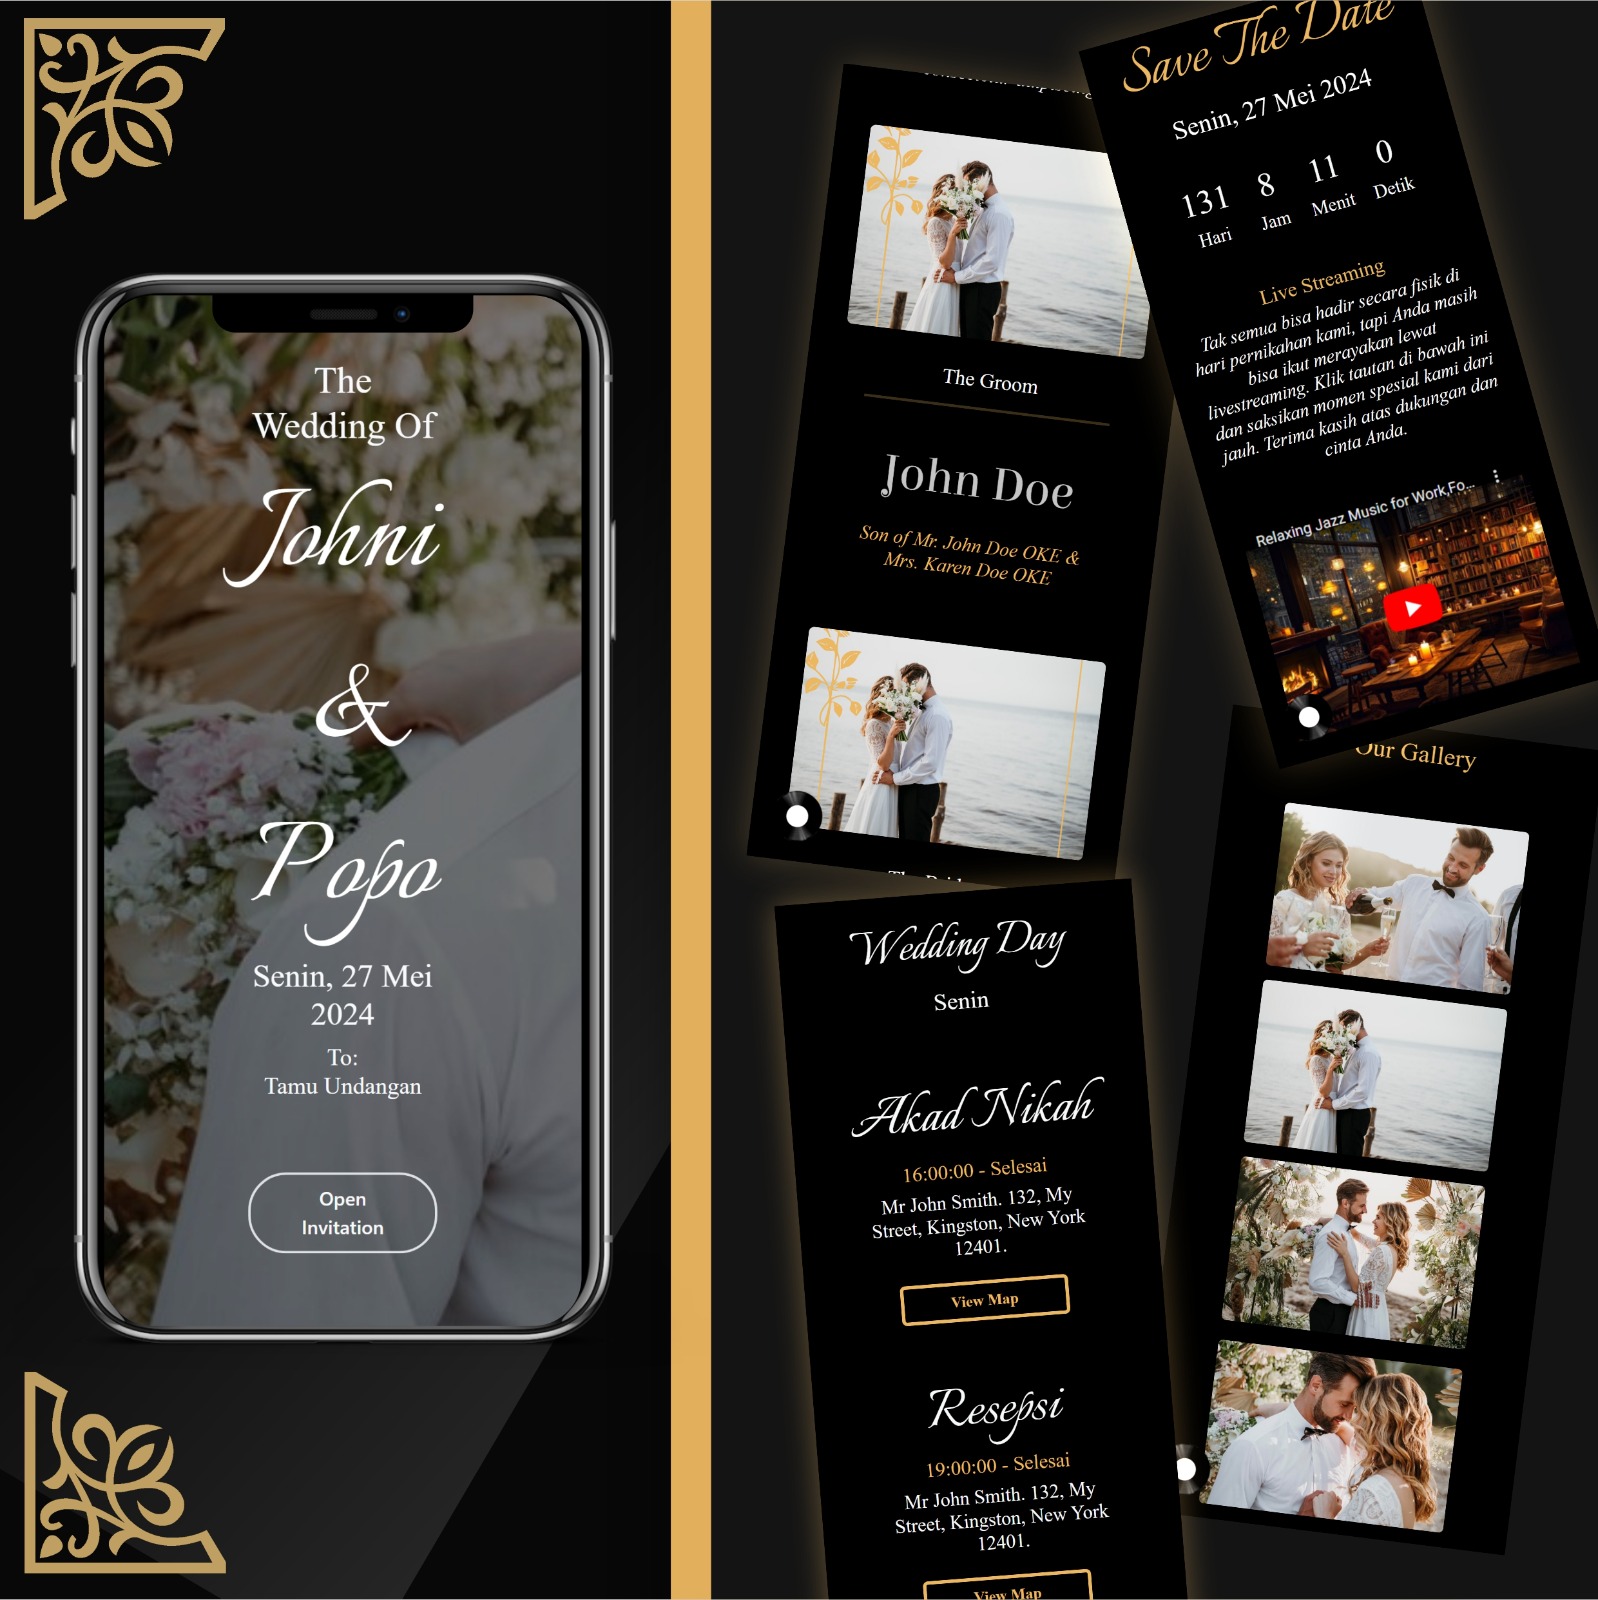 The
Wedding Of
Johni
&
Popo
Senin, 27 Mei
2024
To:
Tamu Undangan
Open
Invitation
The Groom
John Doe
Son of Mr. John Doe OKE &
Mrs. Karen Doe OKE
Save The Date
Senin, 27 Mei 2024
131 8 11 0
Hari Jam Menit Detik
Live Streaming
Tak semua bisa hadir secara fisik di
hari pernikahan kami, tapi Anda masih
bisa ikut merayakan lewat
livestreaming. Klik tautan di bawah ini
dan saksikan momen spesial kami dari
jauh. Terima kasih atas dukungan dan
cinta Anda.
Relaxing Jazz Music for Work,Fo...
Wedding Day
Senin
Akad Nikah
16:00:00 - Selesai
Mr John Smith. 132, My
Street, Kingston, New York
12401.
View Map
Resepsi
19:00:00 - Selesai
Mr John Smith. 132, My
Street, Kingston, New York
12401.
View Map
Our Gallery